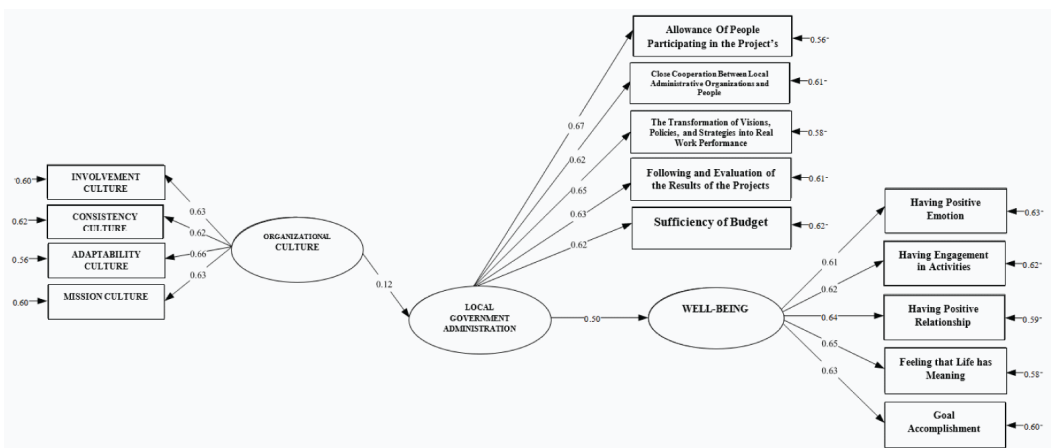 Allowance Of People
Participating in the Project's
0.56
Close Cooperation Between Local
Administrative Organizations and
People
0.61
The Transformation of Visions,
Policies, and Strategies into Real
Work Performance
0.58
Following and Evaluation of
the Results of the Projects
0.61
Sufficiency of Budget
0.62
0.67
0.62
0.65
0.63
0.62
0.60
INVOLVEMENT
CULTURE
0.62
CONSISTENCY
CULTURE
0.56
ADAPTABILITY
CULTURE
0.60
MISSION CULTURE
0.63
0.62
0.66
0.63
ORGANIZATIONAL
CULTURE
0.12
LOCAL
GOVERNMENT
ADMINISTRATION
0.50
WELL-BEING
0.61
0.62
0.64
0.65
0.63
Having Positive
Emotion
0.63
Having Engagement
in Activities
0.62
Having Positive
Relationship
0.59
Feeling that Life has
Meaning
0.58
Goal
Accomplishment
0.60